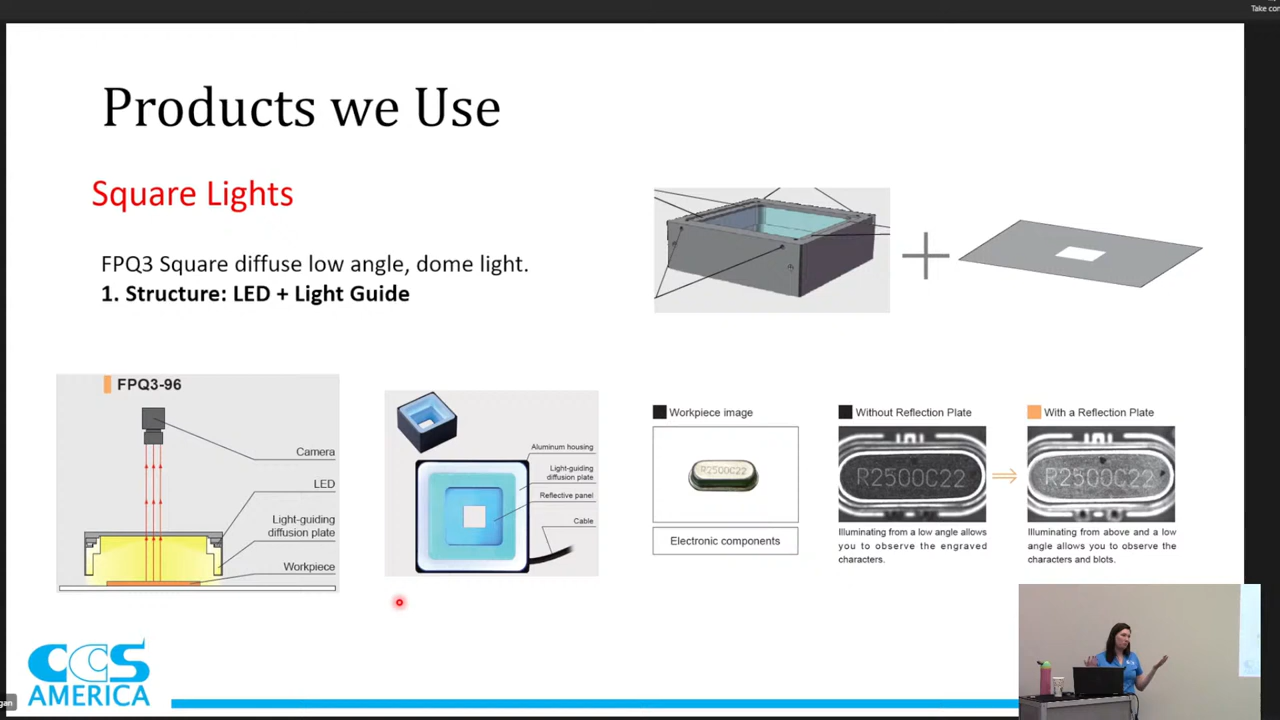 Take con
Products we Use
Square Lights
FPQ3 Square diffuse low angle, dome light.
1. Structure: LED + Light Guide
FPQ3-96
Camera
LED
Light-guiding
diffusion plate
Workpiece
Aluminum housing
Light-guiding
diffusion plate
Reflective panel
Cable
Workpiece image
R2500C22
Electronic components
Without Reflection Plate
R2500C22
Illuminating from a low angle allows
you to observe the engraved
characters.
With a Reflection Plate
R2500C22
Illuminating from above and a low
angle allows you to observe the
characters and blots.
CCS
AMERICA
gan